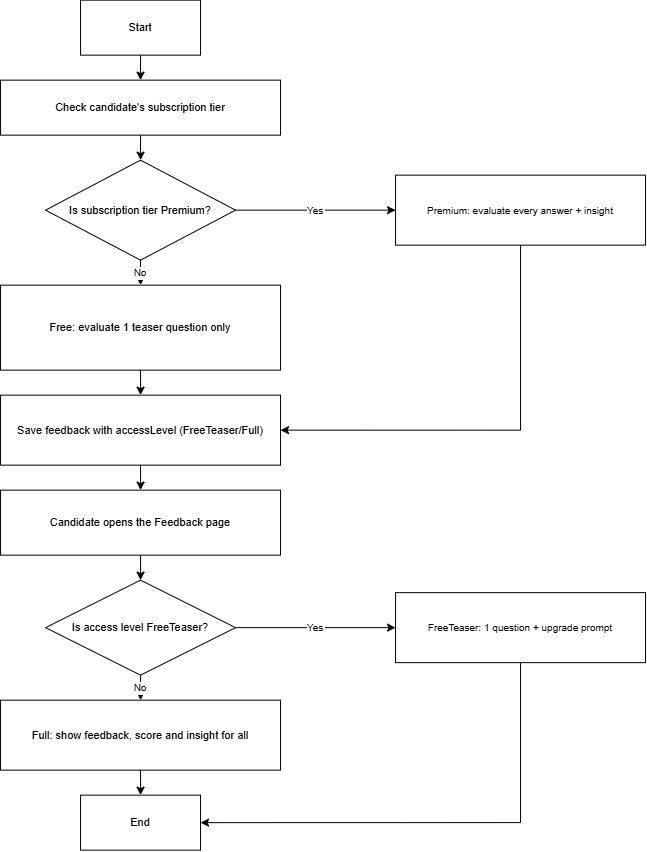 Start
Check candidate's subscription tier
Is subscription tier Premium?
Yes
Premium: evaluate every answer + insight
No
Free: evaluate 1 teaser question only
Save feedback with accessLevel (FreeTeaser/Full)
Candidate opens the Feedback page
Is access level FreeTeaser?
Yes
FreeTeaser: 1 question + upgrade prompt
No
Full: show feedback, score and insight for all
End